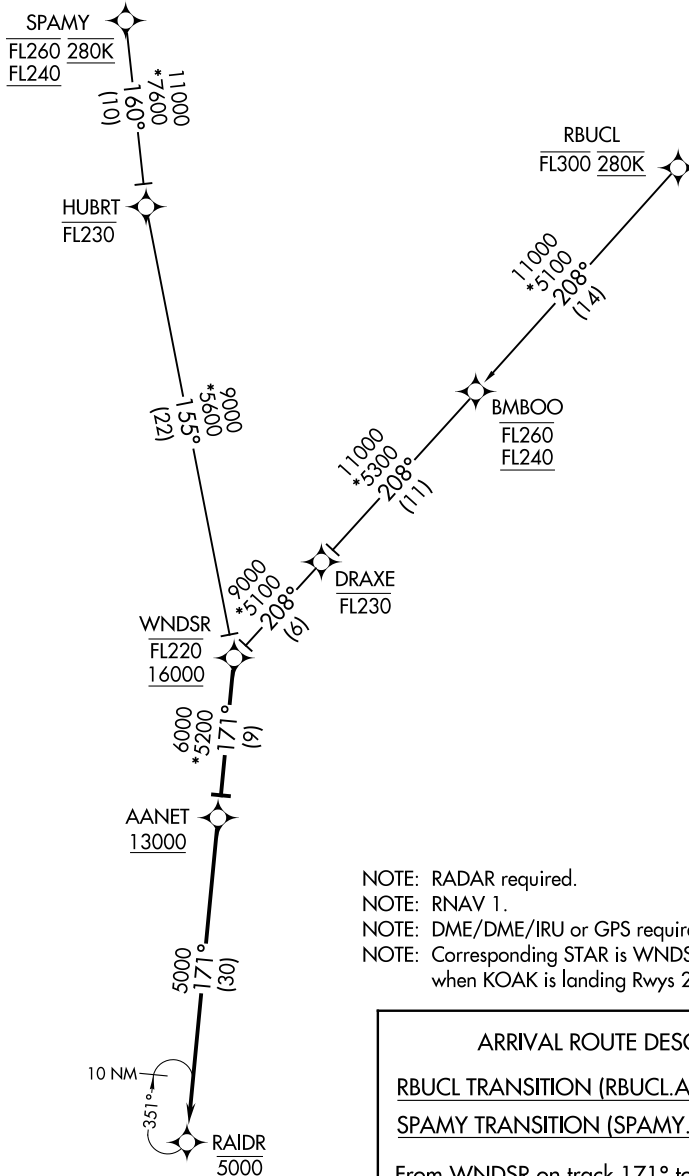 SPAMY
FL260 280K
FL240
11000
*7600
160°
(10)
RBUCL
FL300 280K
HUBRT
FL230
11000
*5100
208°
(14)
9000
*5600
155°
(22)
BMBOO
FL260
FL240
11000
*5300
208°
(11)
DRAXE
FL230
9000
*5100
208°
(6)
WNDSR
FL220
16000
6000
*5200
171°
(9)
AANET
13000
NOTE: RADAR required.
NOTE: RNAV 1.
NOTE: DME/DME/IRU or GPS require
NOTE: Corresponding STAR is WNDS
when KOAK is landing Rwys 2
5000
171°
(30)
ARRIVAL ROUTE DESC
RBUCL TRANSITION (RBUCL.A
SPAMY TRANSITION (SPAMY.
10 NM
351°
RAIDR
5000
From WNDSR on track 171° to